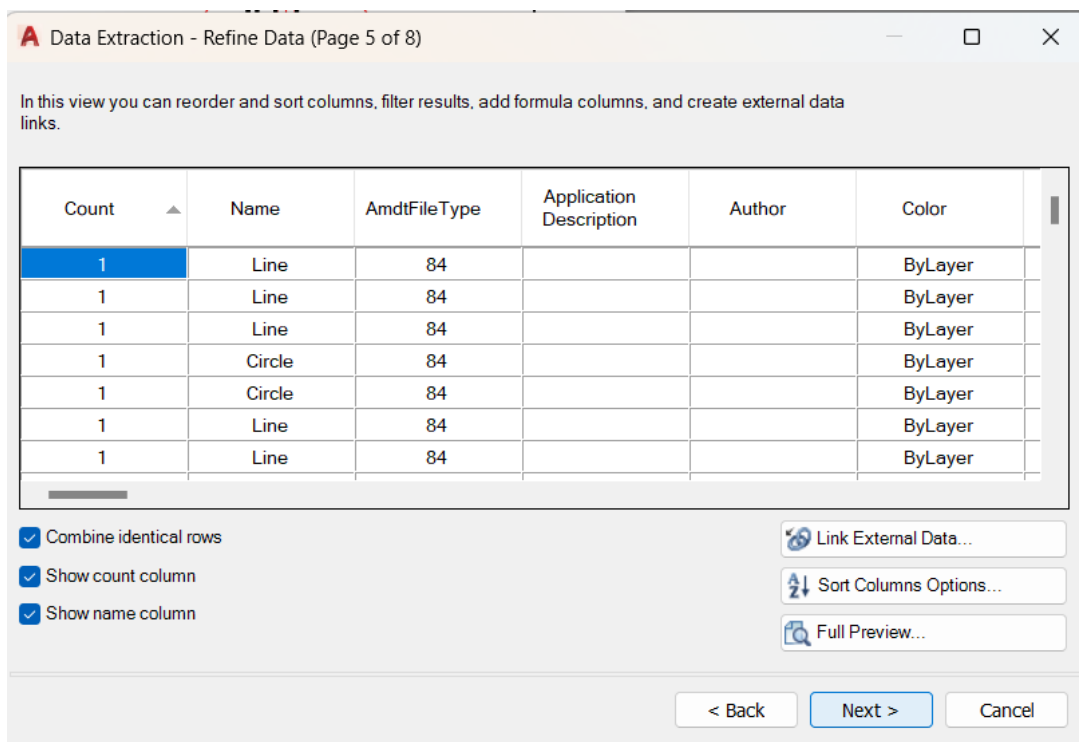 Data Extraction - Refine Data (Page 5 of 8)
In this view you can reorder and sort columns, filter results, add formula columns, and create external data
links.
Count Name AmdtFileType Application Description Author Color
1 Line 84 ByLayer
1 Line 84 ByLayer
1 Line 84 ByLayer
1 Circle 84 ByLayer
1 Circle 84 ByLayer
1 Line 84 ByLayer
1 Line 84 ByLayer
Combine identical rows
Show count column
Show name column
Link External Data...
Sort Columns Options...
Full Preview...
< Back Next > Cancel